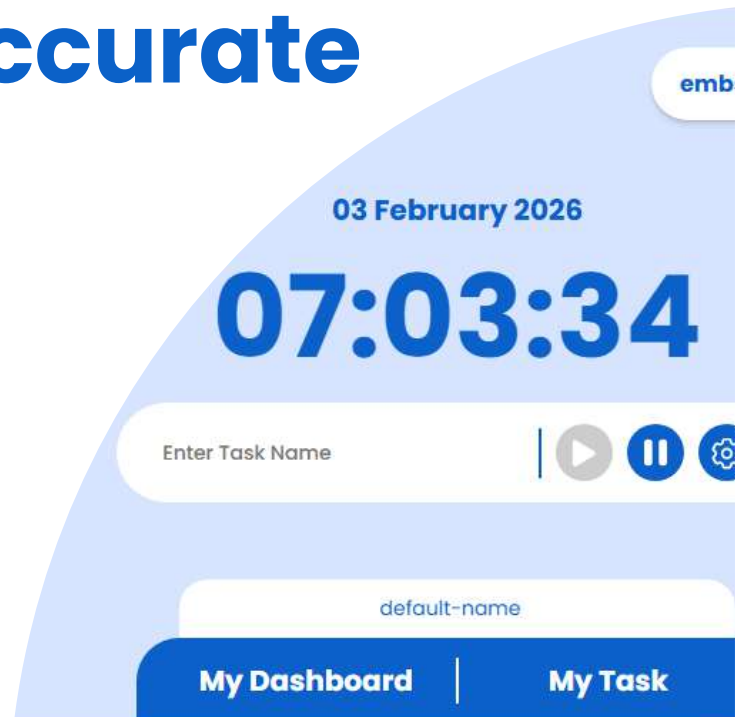 ccurate
emb
03 February 2026
07:03:34
Enter Task Name
default-name
My Dashboard
My Task